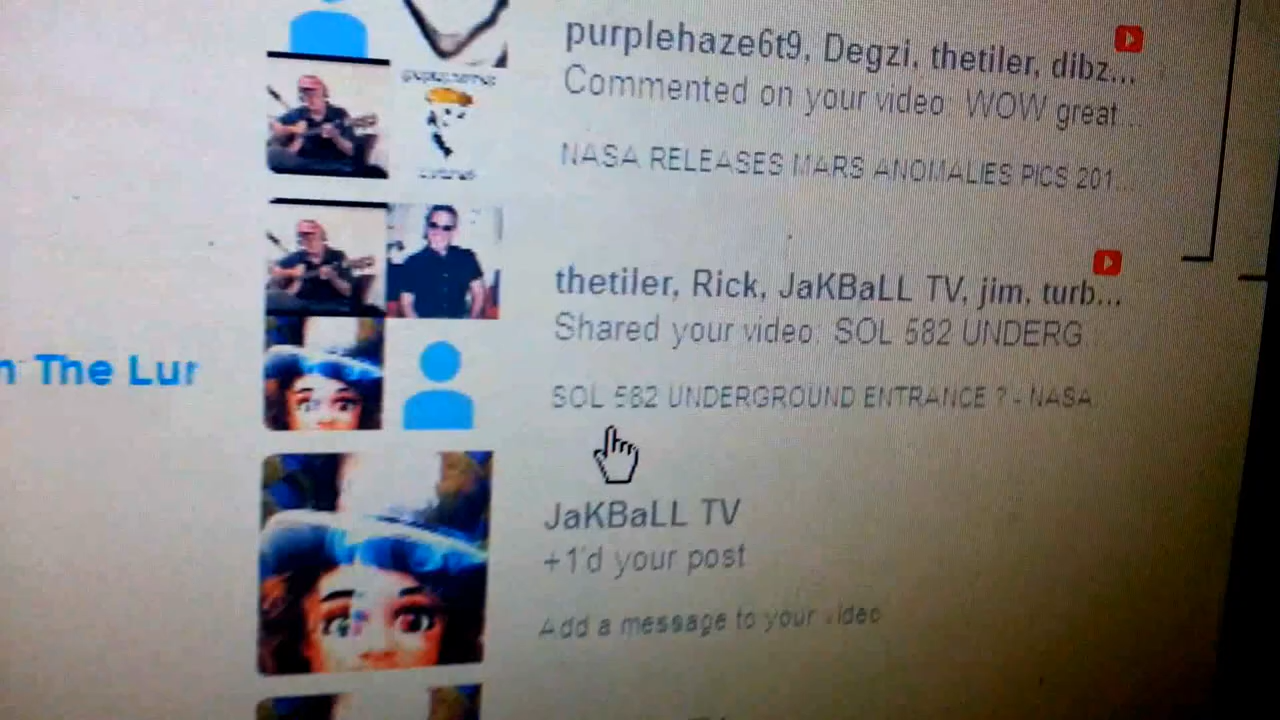 purplehaze6t9, Degzi, thetiler, dibz...
Commented on your video: WOW great...
NASA RELEASES MARS ANOMALIES PICS 201...
thetiler, Rick, JaKBaLL TV, jim, turb...
Shared your video: SOL 582 UNDERG
n The Lur
SOL 582 UNDERGROUND ENTRANCE ? - NASA
JaKBaLL TV
+1'd your post
Add a message to your video